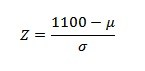 Z = (1100 − μ) / σ